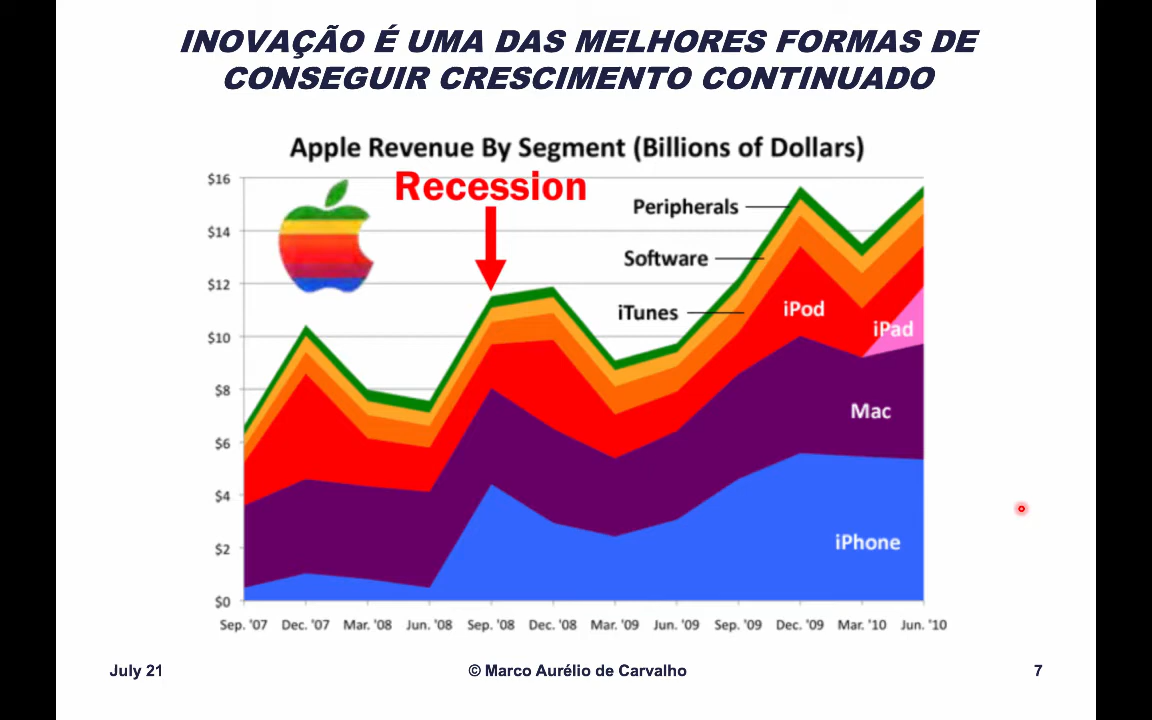 INOVAÇÃO É UMA DAS MELHORES FORMAS DE
CONSEGUIR CRESCIMENTO CONTINUADO
Apple Revenue By Segment (Billions of Dollars)
Recession
$16
$14
$12
$10
$8
$6
$4
$2
$0
Peripherals
Software
iTunes
iPod
iPad
Mac
iPhone
Sep. '07 Dec. '07 Mar. '08 Jun. '08 Sep. '08 Dec. '08 Mar. '09 Jun. '09 Sep. '09 Dec. '09 Mar. '10 Jun. '10
July 21 © Marco Aurélio de Carvalho 7